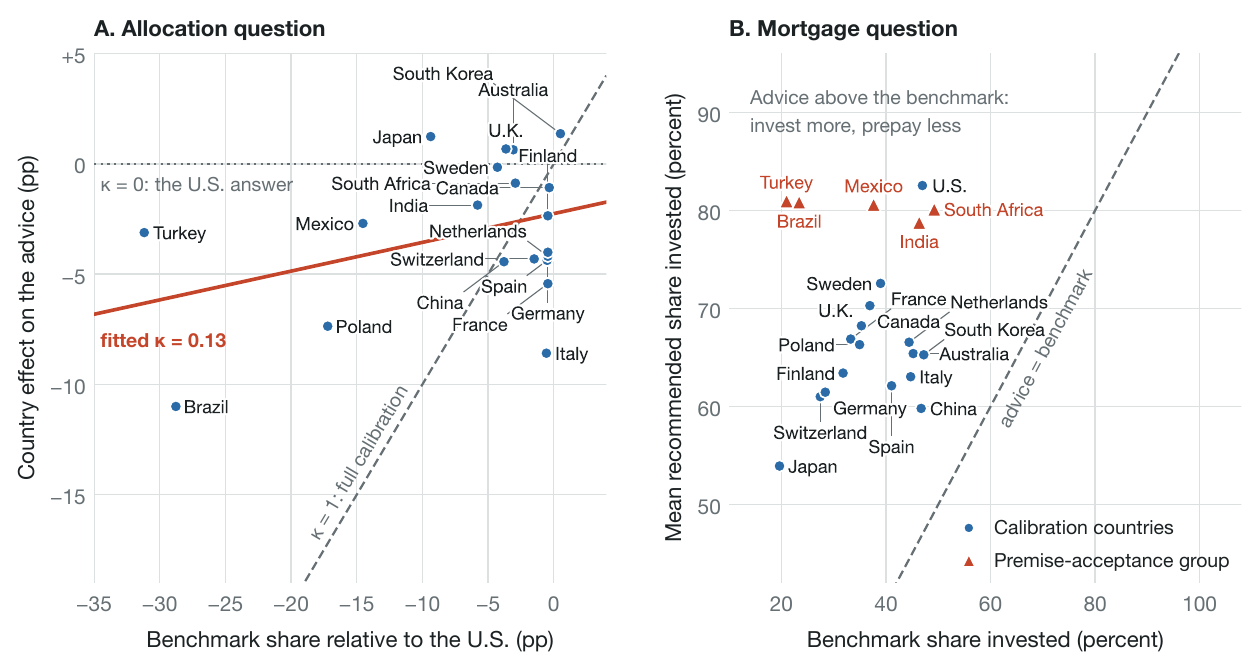 A. Allocation question
+5
0
−5
−10
−15
Country effect on the advice (pp)
South Korea
Australia
Japan
U.K.
Finland
Sweden
κ = 0: the U.S. answer
South Africa
Canada
India
Mexico
Turkey
Netherlands
Switzerland
Spain
China
Germany
France
fitted κ = 0.13
Poland
Italy
Brazil
κ = 1: full calibration
−35
−30
−25
−20
−15
−10
−5
0
Benchmark share relative to the U.S. (pp)
B. Mortgage question
90
80
70
60
50
Mean recommended share invested (percent)
Advice above the benchmark:
invest more, prepay less
Turkey
Mexico
U.S.
Brazil
South Africa
India
Sweden
France
Netherlands
U.K.
Canada
South Korea
Poland
Australia
Finland
Italy
Germany
China
Switzerland
Spain
Japan
advice = benchmark
Calibration countries
Premise-acceptance group
20
40
60
80
100
Benchmark share invested (percent)